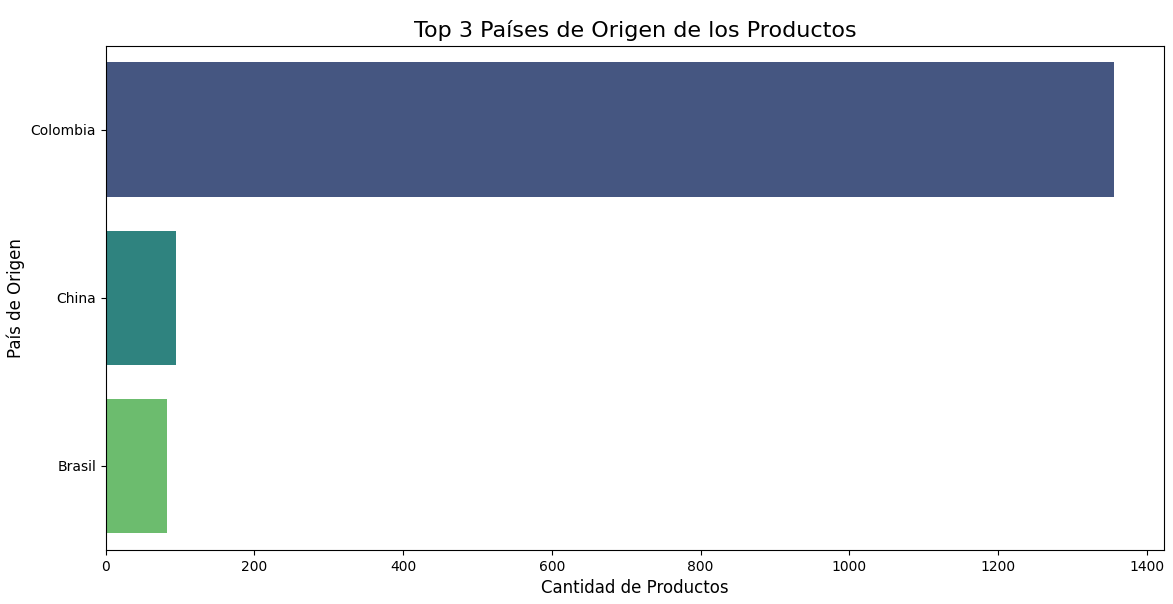 Top 3 Países de Origen de los Productos
País de Origen
Colombia
China
Brasil
0 200 400 600 800 1000 1200 1400
Cantidad de Productos